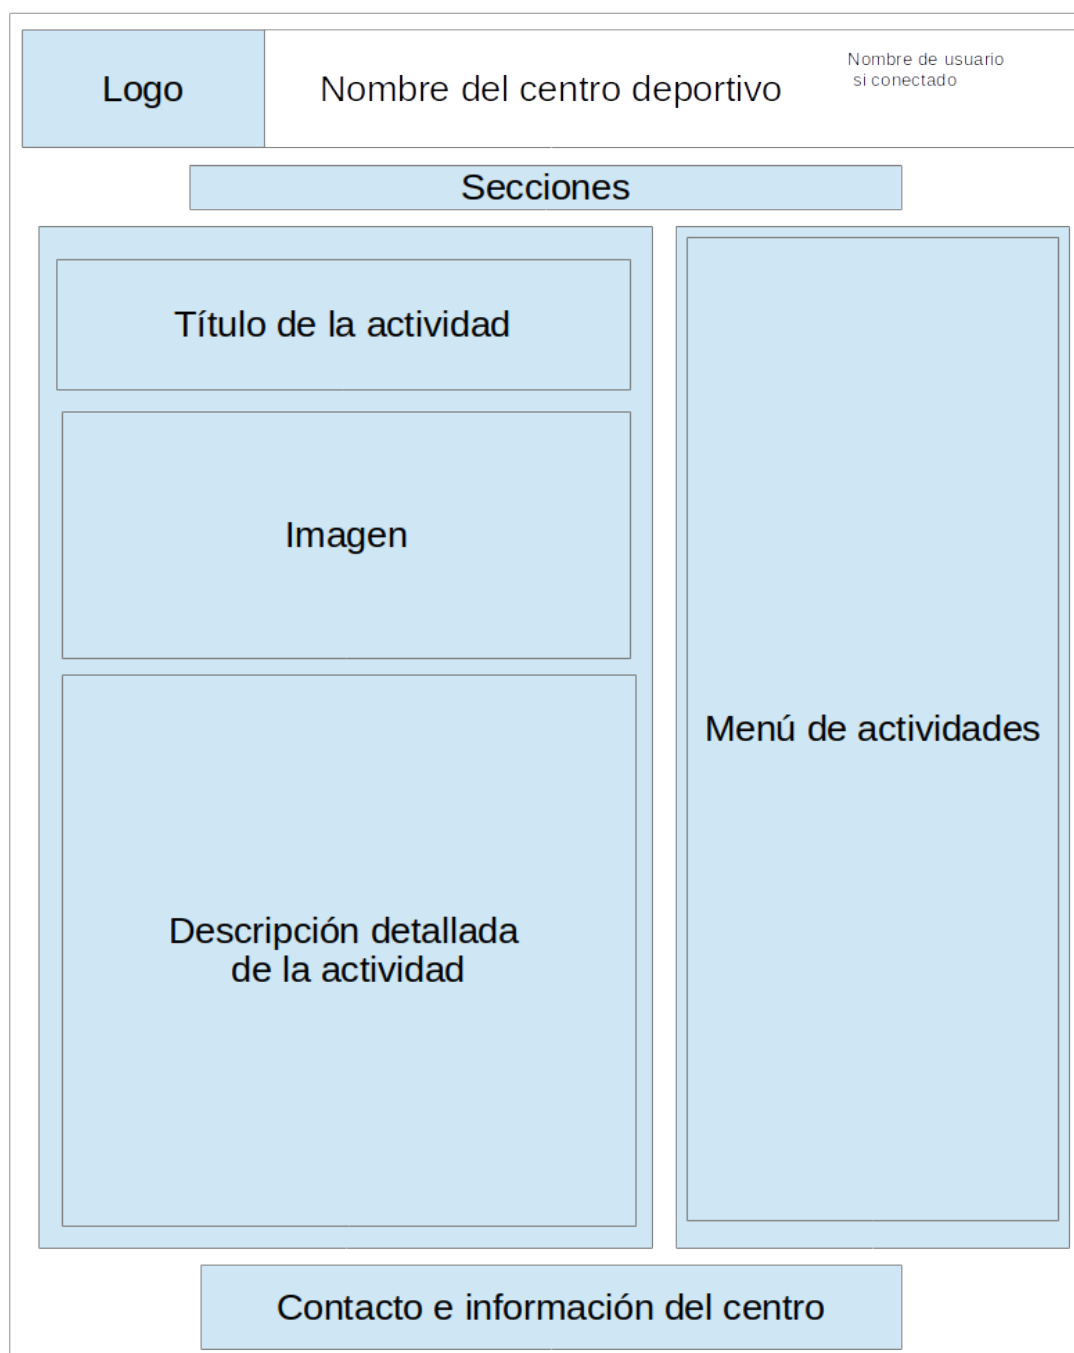 Logo
Nombre del centro deportivo
Nombre de usuario
si conectado
Secciones
Título de la actividad
Imagen
Descripción detallada
de la actividad
Menú de actividades
Contacto e información del centro